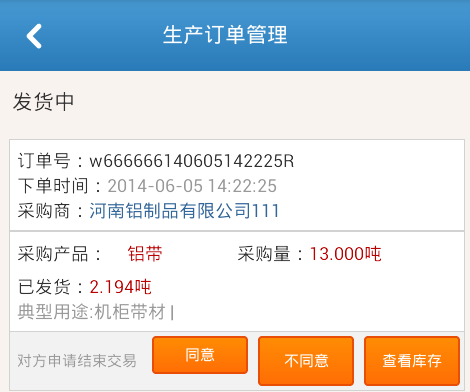 生产订单管理
发货中
订单号：w666666140605142225R
下单时间：2014-06-05 14:22:25
采购商：河南铝制品有限公司111
采购产品： 铝带 采购量：13.000吨
已发货：2.194吨
典型用途:机柜带材 |
对方申请结束交易 同意 不同意 查看库存